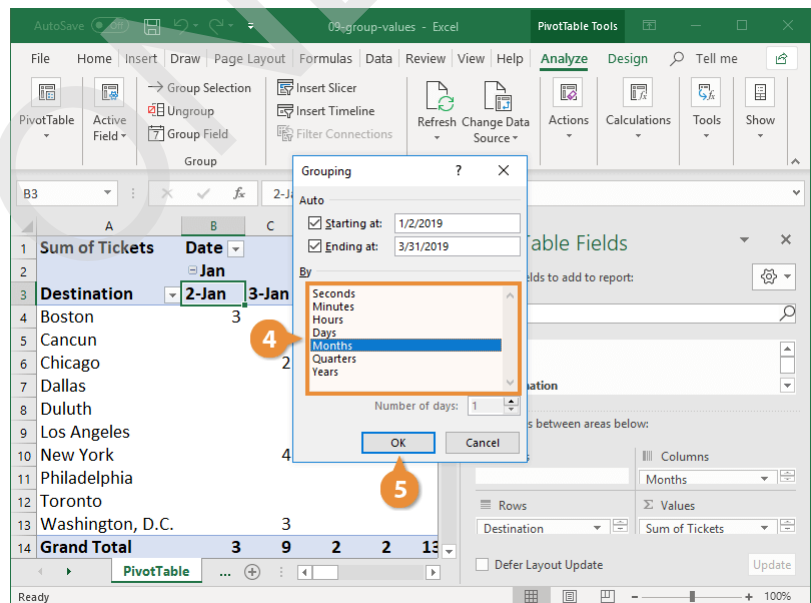 AutoSave Off 09-group-values - Excel PivotTable Tools
File Home Insert Draw Page Layout Formulas Data Review View Help Analyze Design Tell me
PivotTable
Active Field
Group Selection
Ungroup
Group Field
Group
Insert Slicer
Insert Timeline
Filter Connections
Refresh
Change Data Source
Actions
Calculations
Tools
Show
B3 fx
Grouping ? ×
Auto
Starting at: 1/2/2019
Ending at: 3/31/2019
By
Seconds
Minutes
Hours
Days
Months
Quarters
Years
Number of days: 1
OK Cancel
4
5
A B C
1 Sum of Tickets Date
2 Jan
3 Destination 2-Jan 3-Jan
4 Boston 3
5 Cancun
6 Chicago 2
7 Dallas
8 Duluth
9 Los Angeles
10 New York 4
11 Philadelphia
12 Toronto
13 Washington, D.C. 3
14 Grand Total 3 9 2 2 13
Table Fields
elds to add to report:
ation
s between areas below:
Columns
Months
Rows
Destination
Σ Values
Sum of Tickets
Defer Layout Update Update
PivotTable ...
Ready 100%